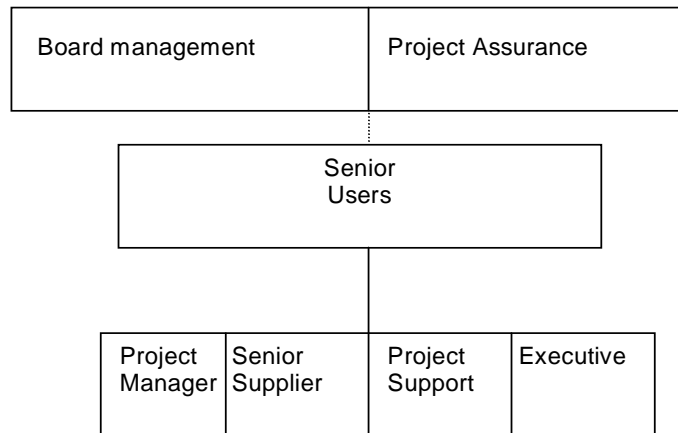 Board management
Project Assurance
Senior
Users
Project
Manager
Senior
Supplier
Project
Support
Executive